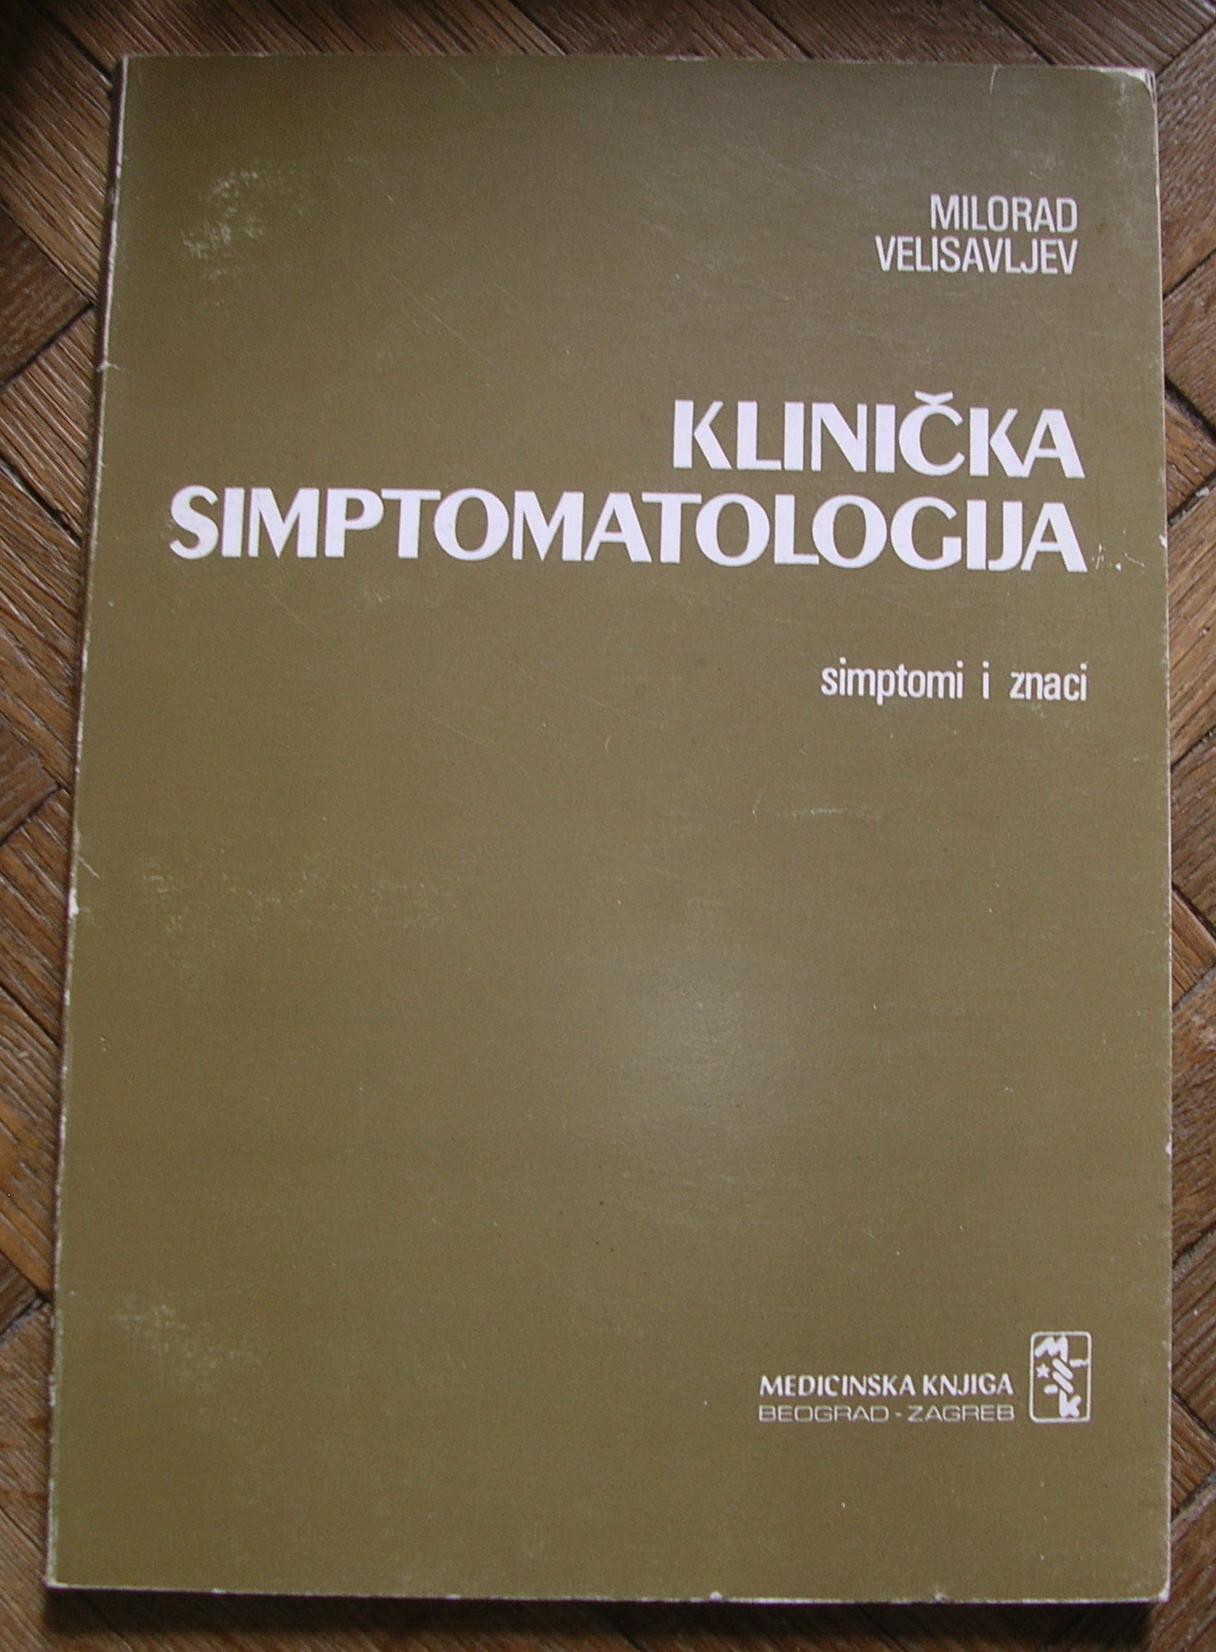 MILORAD
VELISAVLJEV
KLINIČKA
SIMPTOMATOLOGIJA
simptomi i znaci
MEDICINSKA KNJIGA
BEOGRAD - ZAGREB
M
K